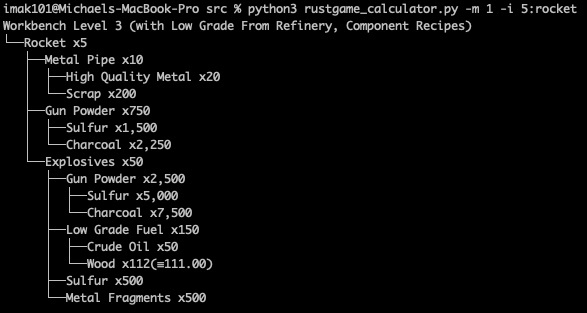 imak101@Michaels-MacBook-Pro src % python3 rustgame_calculator.py -m 1 -i 5:rocket
Workbench Level 3 (with Low Grade From Refinery, Component Recipes)
└──Rocket x5
   ├──Metal Pipe x10
   │  ├──High Quality Metal x20
   │  └──Scrap x200
   ├──Gun Powder x750
   │  ├──Sulfur x1,500
   │  └──Charcoal x2,250
   └──Explosives x50
      ├──Gun Powder x2,500
      │  ├──Sulfur x5,000
      │  └──Charcoal x7,500
      ├──Low Grade Fuel x150
      │  ├──Crude Oil x50
      │  └──Wood x112(≡111.00)
      ├──Sulfur x500
      └──Metal Fragments x500